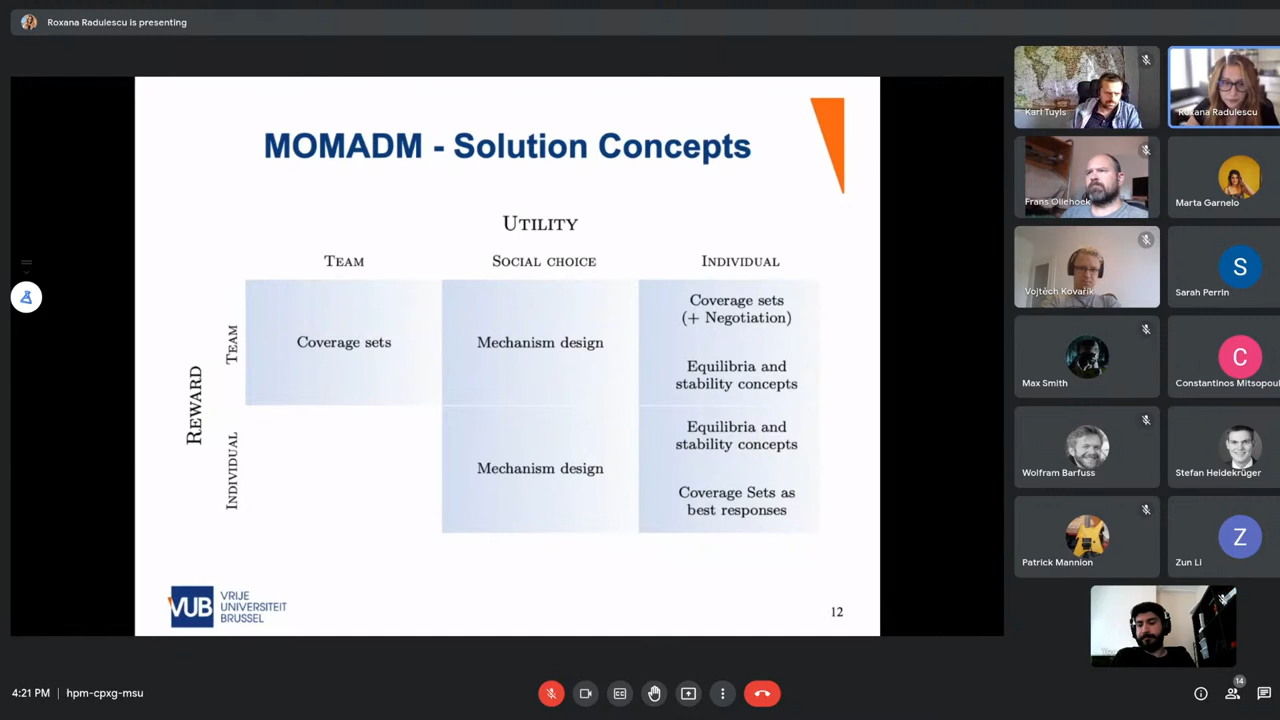 Roxana Radulescu is presenting
MOMADM - Solution Concepts
UTILITY
TEAM
SOCIAL CHOICE
INDIVIDUAL
REWARD
TEAM
INDIVIDUAL
Coverage sets
Mechanism design
Coverage sets
(+ Negotiation)
Equilibria and
stability concepts
Mechanism design
Equilibria and
stability concepts
Coverage Sets as
best responses
VUB
VRIJE
UNIVERSITEIT
BRUSSEL
12
Karl Tuyls
Roxana Radulescu
Frans Oliehoek
Marta Garnelo
Vojtěch Kovařík
S
Sarah Perrin
Max Smith
C
Constantinos Mitsopoul
Wolfram Barfuss
Stefan Heidekrüger
Patrick Mannion
Z
Zun Li
4:21 PM
hpm-cpxg-msu
CC
14